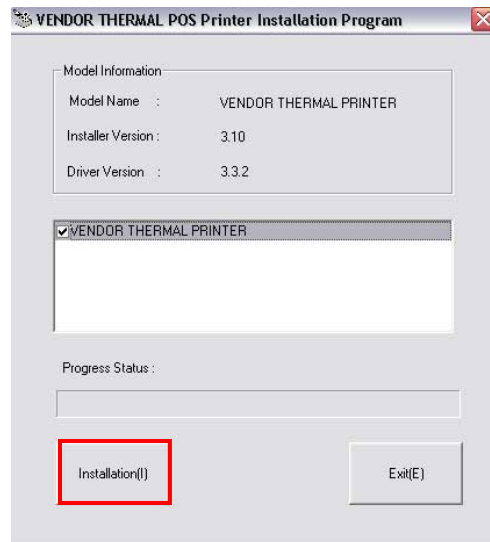 VENDOR THERMAL POS Printer Installation Program
Model Information
Model Name : VENDOR THERMAL PRINTER
Installer Version : 3.10
Driver Version : 3.3.2
VENDOR THERMAL PRINTER
Progress Status :
Installation(I) Exit(E)